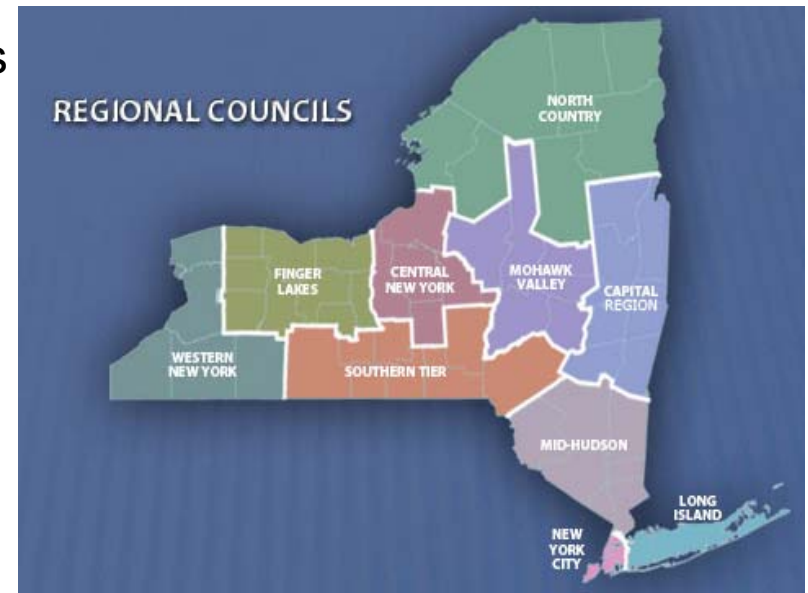 s
REGIONAL COUNCILS
NORTH
COUNTRY
FINGER
LAKES
CENTRAL
NEW YORK
MOHAWK
VALLEY
CAPITAL
REGION
WESTERN
NEW YORK
SOUTHERN TIER
MID-HUDSON
LONG
ISLAND
NEW
YORK
CITY